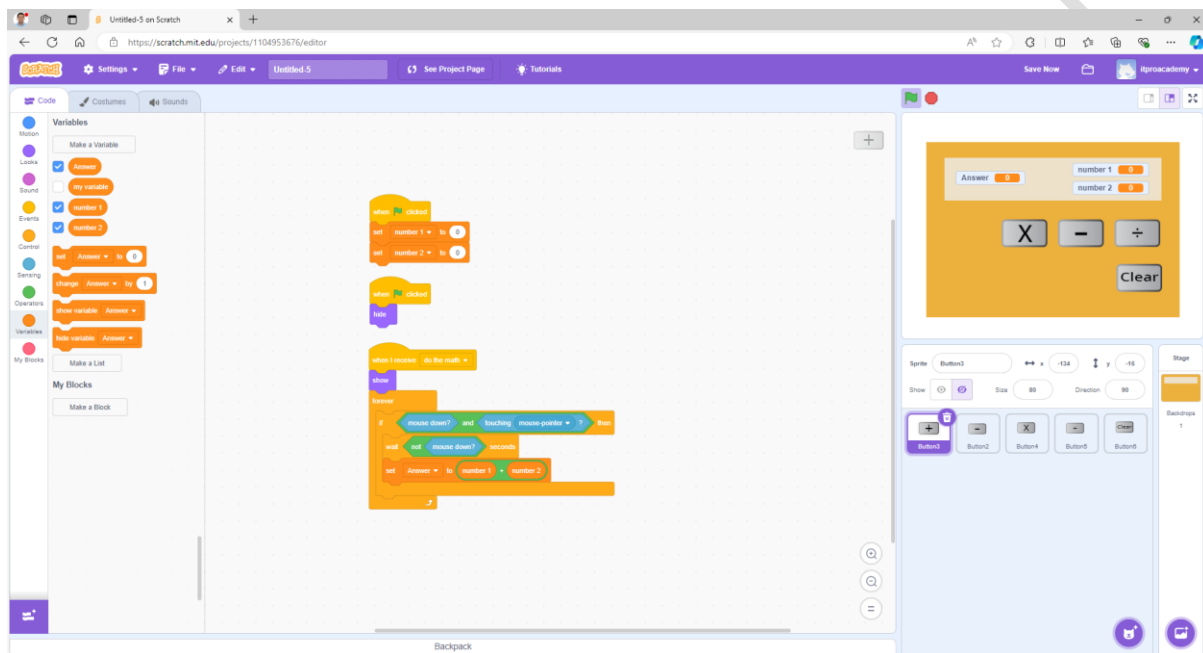 Untitled-5 on Scratch
https://scratch.mit.edu/projects/1104953676/editor
SCRATCH Settings File Edit Untitled-5 See Project Page Tutorials Save Now itproacademy
Code Costumes Sounds
Motion
Looks
Sound
Events
Control
Sensing
Operators
Variables
My Blocks
Variables
Make a Variable
Answer
my variable
number 1
number 2
set Answer to 0
change Answer by 1
show variable Answer
hide variable Answer
Make a List
My Blocks
Make a Block
when clicked
set number 1 to 0
set number 2 to 0
when clicked
hide
when I receive do the math
show
forever
if mouse down? and touching mouse-pointer ? then
wait not mouse down? seconds
set Answer to number 1 + number 2
+
=
Backpack
Answer 0
number 1 0
number 2 0
X − ÷
Clear
Sprite Button3 x -134 y -16
Show Size 80 Direction 90
+ - X - Clear
Button3 Button2 Button4 Button5 Button6
Stage
Backdrops
1